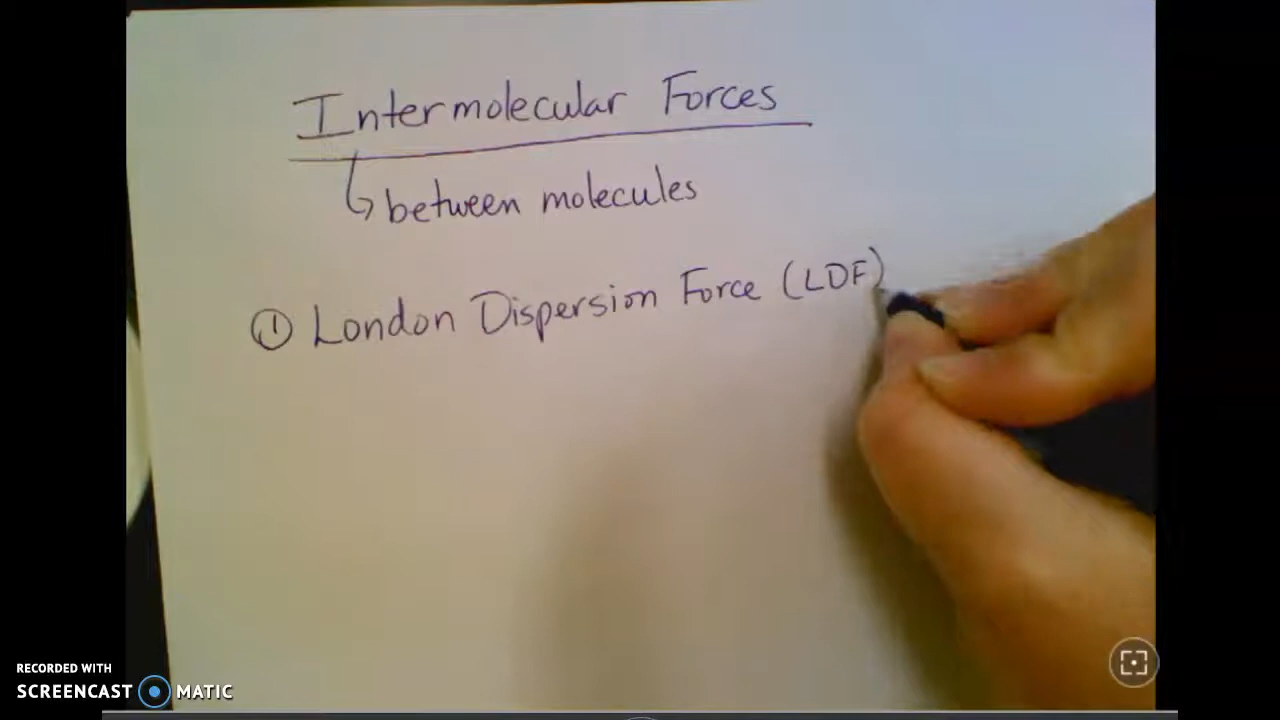 Intermolecular Forces
↳ between molecules
① London Dispersion Force (LDF)
RECORDED WITH
SCREENCAST MATIC